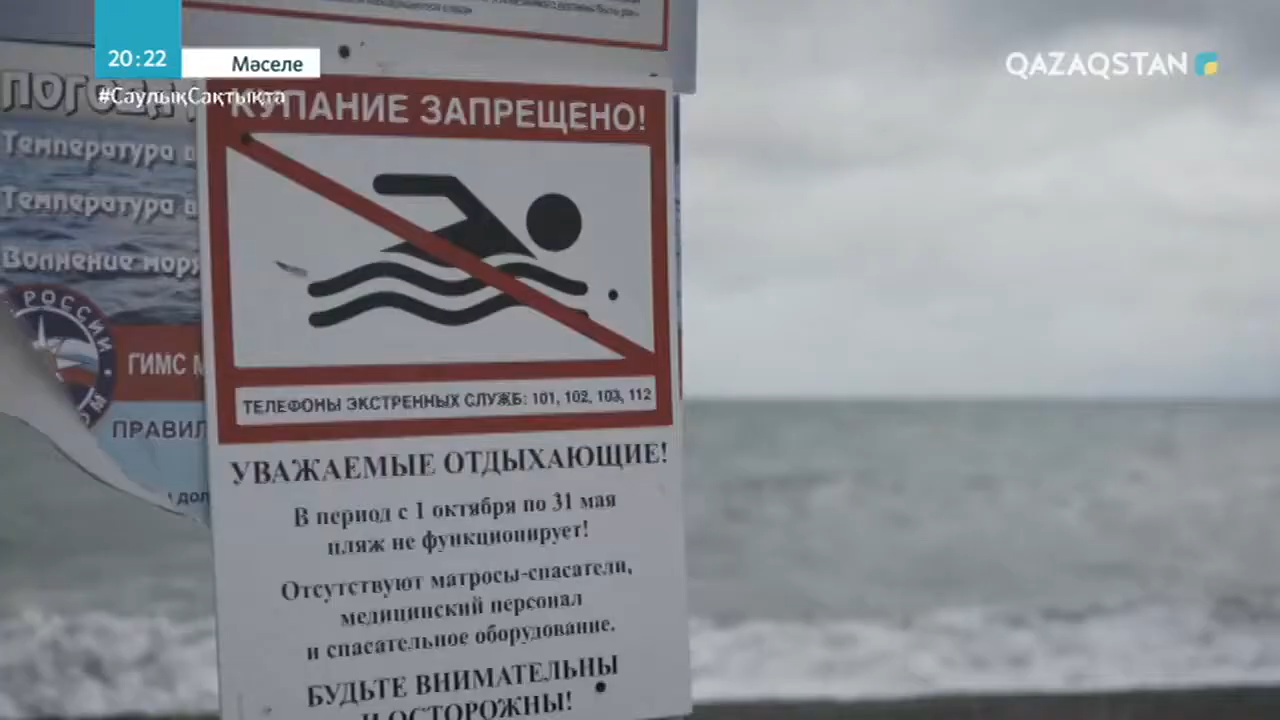 20:22
Мәселе
#СаулықСақтықта
QAZAQSTAN
Температура в
Температура в
Волнение моря
РОССИИ
ГИМС М
ПРАВИЛ
КУПАНИЕ ЗАПРЕЩЕНО!
ТЕЛЕФОНЫ ЭКСТРЕННЫХ СЛУЖБ: 101, 102, 103, 112
УВАЖАЕМЫЕ ОТДЫХАЮЩИЕ!
В период с 1 октября по 31 мая
пляж не функционирует!
Отсутствуют матросы-спасатели,
медицинский персонал
и спасательное оборудование.
БУДЬТЕ ВНИМАТЕЛЬНЫ
И ОСТОРОЖНЫ!